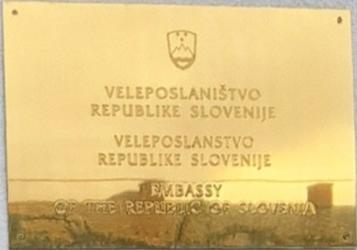 VELEPOSLANIŠTVO
REPUBLIKE SLOVENIJE
VELEPOSLANSTVO
REPUBLIKE SLOVENIJE
EMBASSY
OF THE REPUBLIC OF SLOVENIA